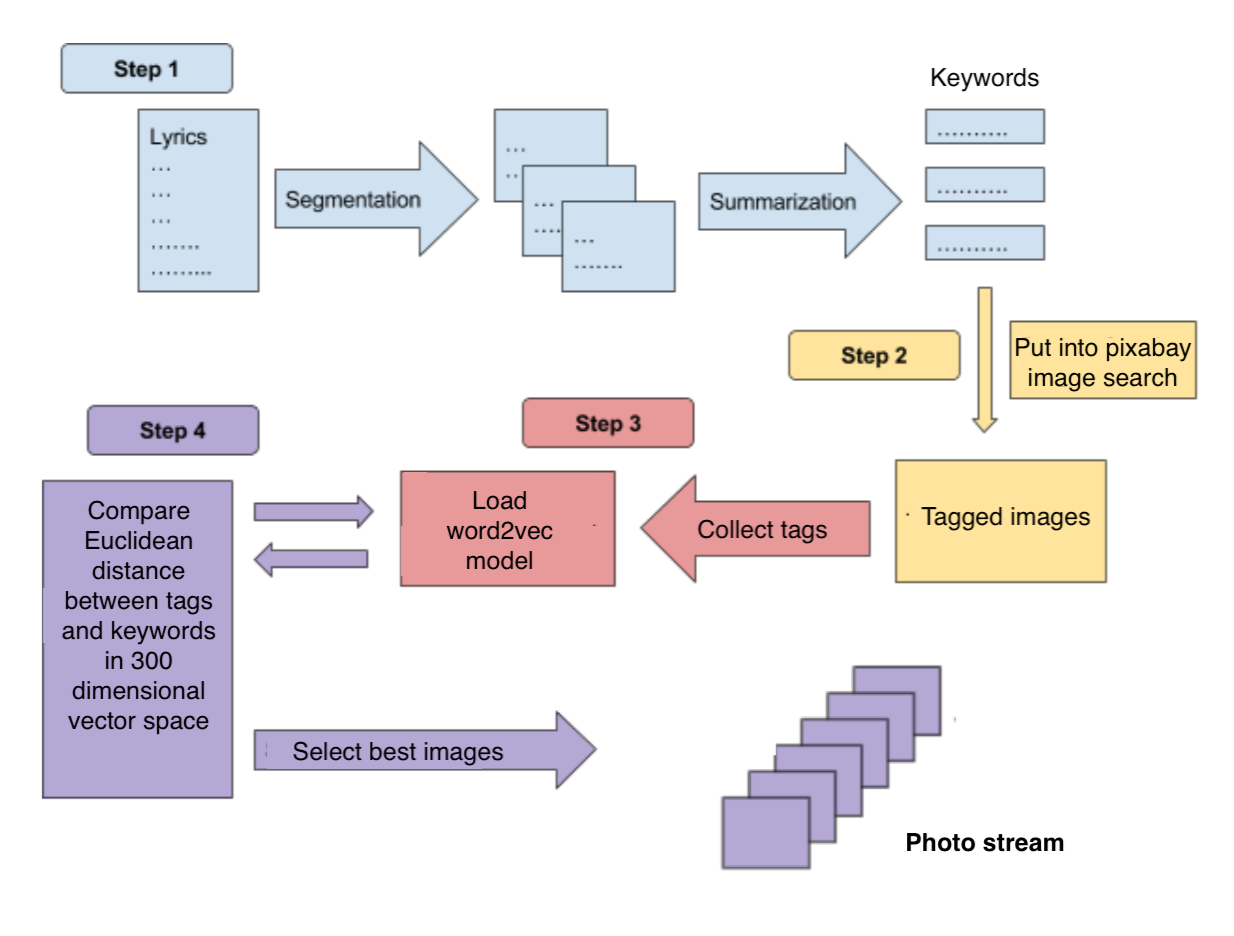 Step 1
Lyrics
...
...
...
.......
.........
Segmentation
...
..
...
....
...
.......
Summarization
Keywords
..........
..........
..........
Step 2
Put into pixabay
image search
Tagged images
Step 3
Collect tags
Load
word2vec
model
Step 4
Compare
Euclidean
distance
between tags
and keywords
in 300
dimensional
vector space
Select best images
Photo stream